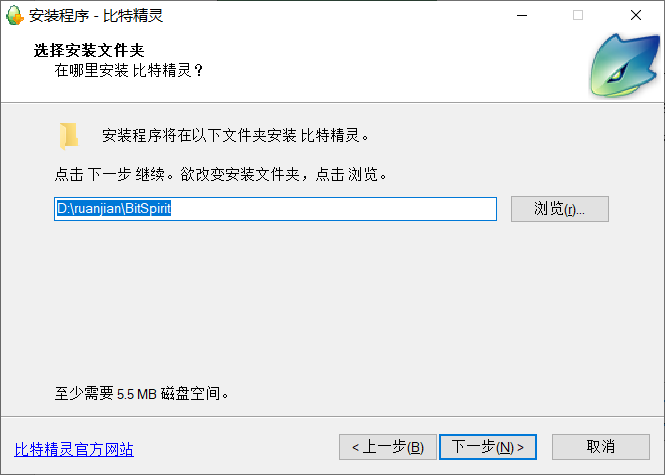 安装程序 - 比特精灵
选择安装文件夹
在哪里安装 比特精灵？
安装程序将在以下文件夹安装 比特精灵。
点击 下一步 继续。欲改变安装文件夹，点击 浏览。
D:\ruanjian\BitSpirit
浏览(r)...
至少需要 5.5 MB 磁盘空间。
比特精灵官方网站
< 上一步(B)
下一步(N) >
取消